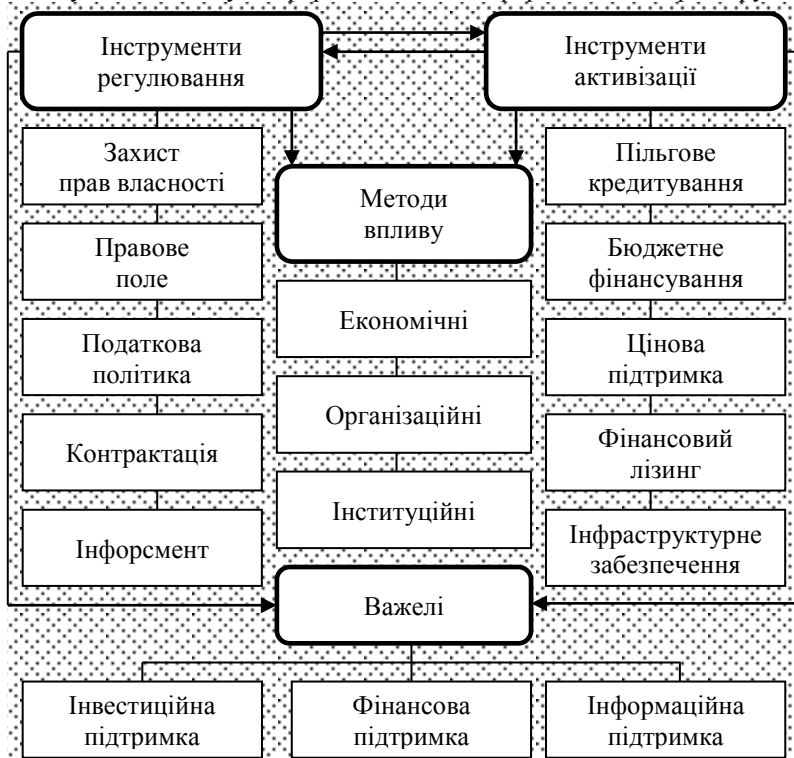 Інструменти
регулювання
Інструменти
активізації
Захист
прав власності
Правове
поле
Податкова
політика
Контрактація
Інфорсмент
Методи
впливу
Економічні
Організаційні
Інституційні
Пільгове
кредитування
Бюджетне
фінансування
Цінова
підтримка
Фінансовий
лізинг
Інфраструктурне
забезпечення
Важелі
Інвестиційна
підтримка
Фінансова
підтримка
Інформаційна
підтримка